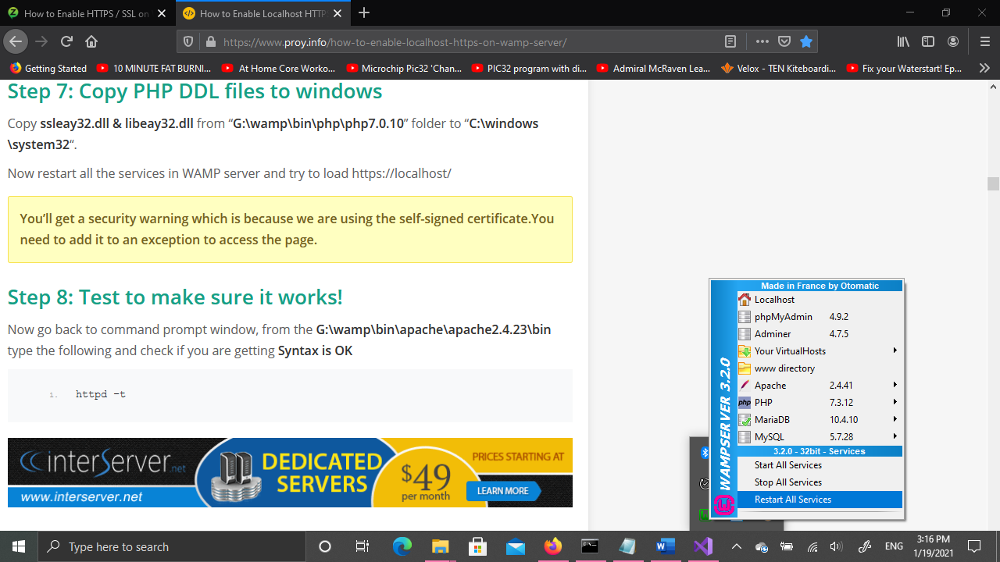 How to Enable HTTPS / SSL on
How to Enable Localhost HTTPS
https://www.proy.info/how-to-enable-localhost-https-on-wamp-server/
Getting Started
10 MINUTE FAT BURNI...
At Home Core Worko...
Microchip Pic32 'Chan...
PIC32 program with di...
Admiral McRaven Lea...
Velox - TEN Kiteboardi...
Fix your Waterstart! Ep...
Step 7: Copy PHP DDL files to windows
Copy ssleay32.dll & libeay32.dll from “G:\wamp\bin\php\php7.0.10” folder to “C:\windows
\system32“.
Now restart all the services in WAMP server and try to load https://localhost/
You’ll get a security warning which is because we are using the self-signed certificate.You
need to add it to an exception to access the page.
Step 8: Test to make sure it works!
Now go back to command prompt window, from the G:\wamp\bin\apache\apache2.4.23\bin
type the following and check if you are getting Syntax is OK
1. httpd -t
interServer.net
www.interserver.net
DEDICATED
SERVERS
PRICES STARTING AT
$49
per month
LEARN MORE
WAMPSERVER 3.2.0
Made in France by Otomatic
Localhost
phpMyAdmin 4.9.2
Adminer 4.7.5
Your VirtualHosts
www directory
Apache 2.4.41
php PHP 7.3.12
MariaDB 10.4.10
MySQL 5.7.28
3.2.0 - 32bit - Services
Start All Services
Stop All Services
Restart All Services
Type here to search
ENG
3:16 PM
1/19/2021